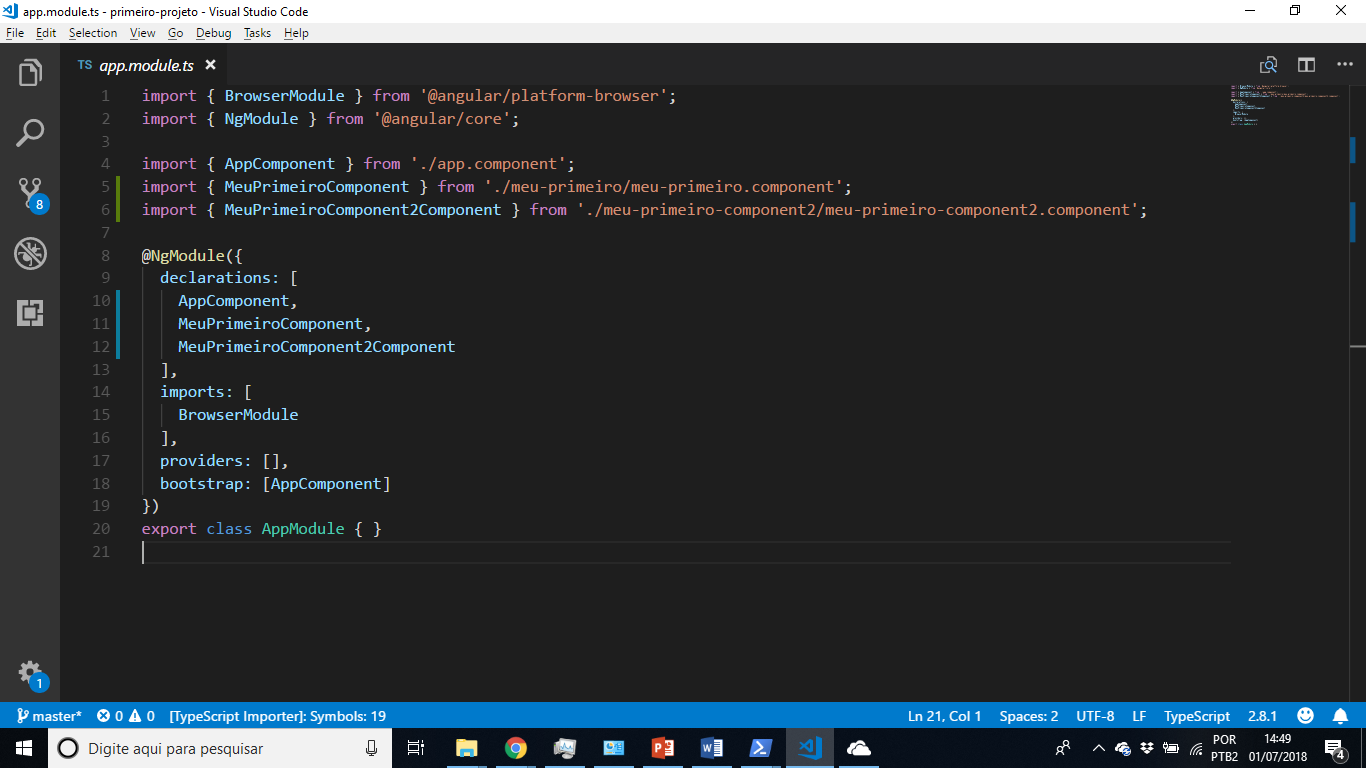 app.module.ts - primeiro-projeto - Visual Studio Code
File Edit Selection View Go Debug Tasks Help
TS app.module.ts
1 import { BrowserModule } from '@angular/platform-browser';
2 import { NgModule } from '@angular/core';
3
4 import { AppComponent } from './app.component';
5 import { MeuPrimeiroComponent } from './meu-primeiro/meu-primeiro.component';
6 import { MeuPrimeiroComponent2Component } from './meu-primeiro-component2/meu-primeiro-component2.component';
7
8 @NgModule({
9 declarations: [
10 AppComponent,
11 MeuPrimeiroComponent,
12 MeuPrimeiroComponent2Component
13 ],
14 imports: [
15 BrowserModule
16 ],
17 providers: [],
18 bootstrap: [AppComponent]
19 })
20 export class AppModule { }
21
8
1
master* 0 0 [TypeScript Importer]: Symbols: 19 Ln 21, Col 1 Spaces: 2 UTF-8 LF TypeScript 2.8.1
Digite aqui para pesquisar
POR
PTB2
14:49
01/07/2018
4